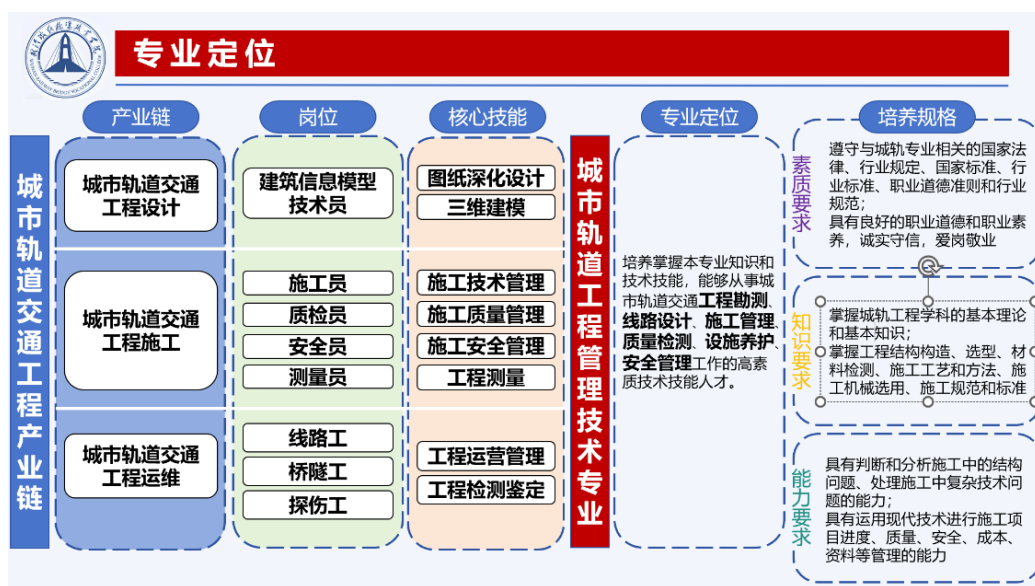 专业定位
WUHAN RAILWAY BRIDGE VOCATIONAL COLLEGE
产业链
岗位
核心技能
专业定位
培养规格
城市轨道交通工程产业链
城市轨道交通
工程设计
建筑信息模型
技术员
图纸深化设计
三维建模
城市轨道交通
工程施工
施工员
质检员
安全员
测量员
施工技术管理
施工质量管理
施工安全管理
工程测量
城市轨道交通
工程运维
线路工
桥隧工
探伤工
工程运营管理
工程检测鉴定
城市轨道工程管理技术专业
培养掌握本专业知识和
技术技能，能够从事城
市轨道交通工程勘测、
线路设计、施工管理、
质量检测、设施养护、
安全管理工作的高素
质技术技能人才。
素质要求
遵守与城轨专业相关的国家法
律、行业规定、国家标准、行
业标准、职业道德准则和行业
规范；
具有良好的职业道德和职业素
养，诚实守信，爱岗敬业
知识要求
掌握城轨工程学科的基本理论
和基本知识；
掌握工程结构构造、选型、材
料检测、施工工艺和方法、施
工机械选用、施工规范和标准
能力要求
具有判断和分析施工中的结构
问题、处理施工中复杂技术问
题的能力；
具有运用现代技术进行施工项
目进度、质量、安全、成本、
资料等管理的能力